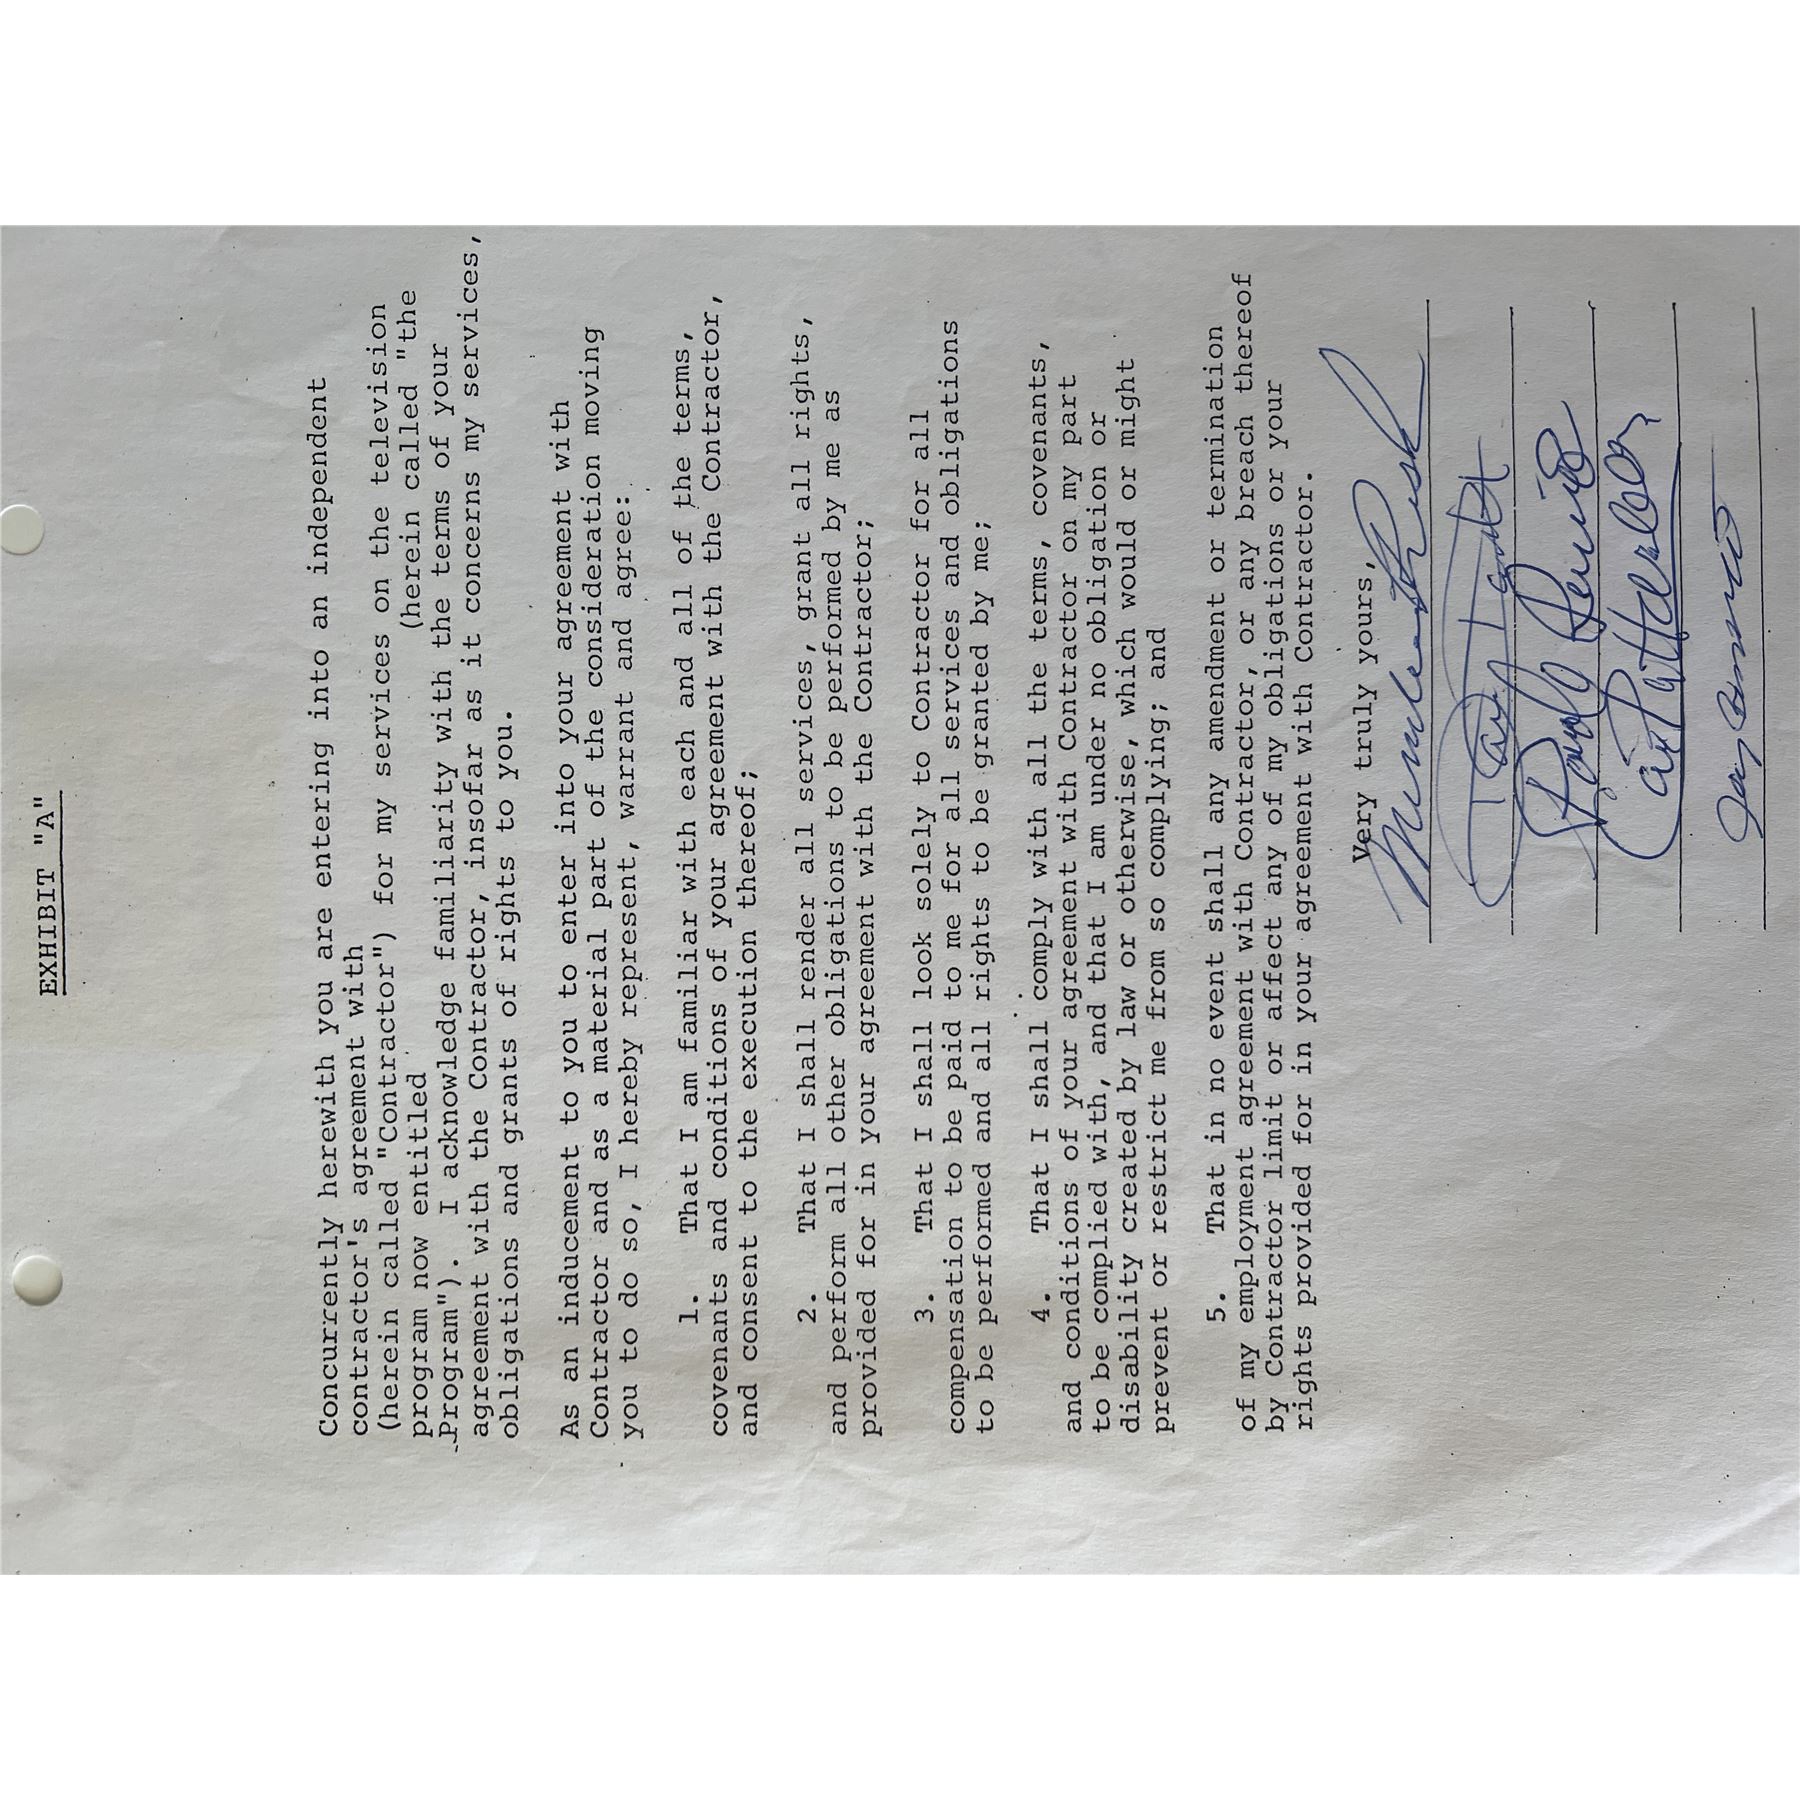 EXHIBIT "A"
Concurrently herewith you are entering into an independent
contractor's agreement with
(herein called "Contractor") for my services on the television
program now entitled (herein called "the
Program"). I acknowledge familiarity with the terms of your
agreement with the Contractor, insofar as it concerns my services,
obligations and grants of rights to you.
As an inducement to you to enter into your agreement with
Contractor and as a material part of the consideration moving
you to do so, I hereby represent, warrant and agree:
1. That I am familiar with each and all of the terms,
covenants and conditions of your agreement with the Contractor,
and consent to the execution thereof;
2. That I shall render all services, grant all rights,
and perform all other obligations to be performed by me as
provided for in your agreement with the Contractor;
3. That I shall look solely to Contractor for all
compensation to be paid to me for all services and obligations
to be performed and all rights to be granted by me;
4. That I shall comply with all the terms, covenants,
and conditions of your agreement with Contractor on my part
to be complied with, and that I am under no obligation or
disability created by law or otherwise, which would or might
prevent or restrict me from so complying; and
5. That in no event shall any amendment or termination
of my employment agreement with Contractor, or any breach thereof
by Contractor limit or affect any of my obligations or your
rights provided for in your agreement with Contractor.
Very truly yours,